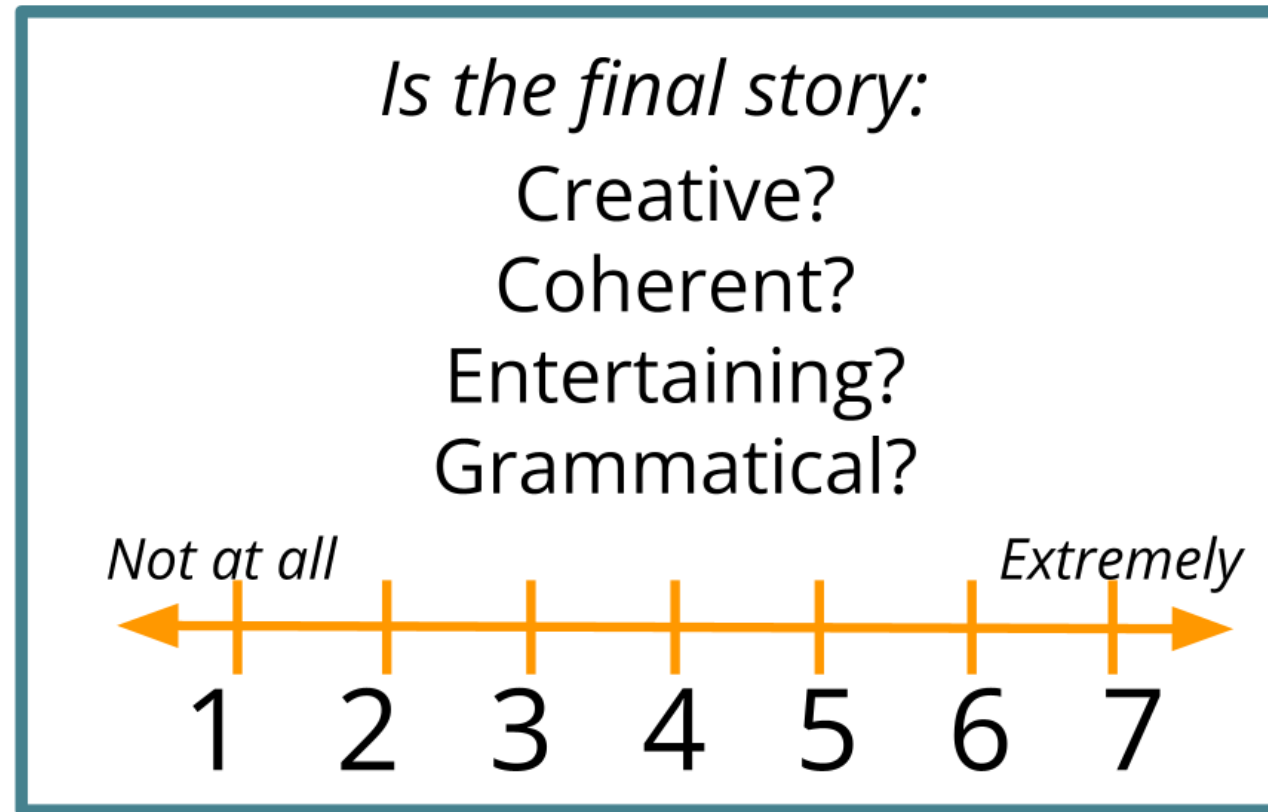 Is the final story:
Creative?
Coherent?
Entertaining?
Grammatical?
Not at all Extremely
1 2 3 4 5 6 7